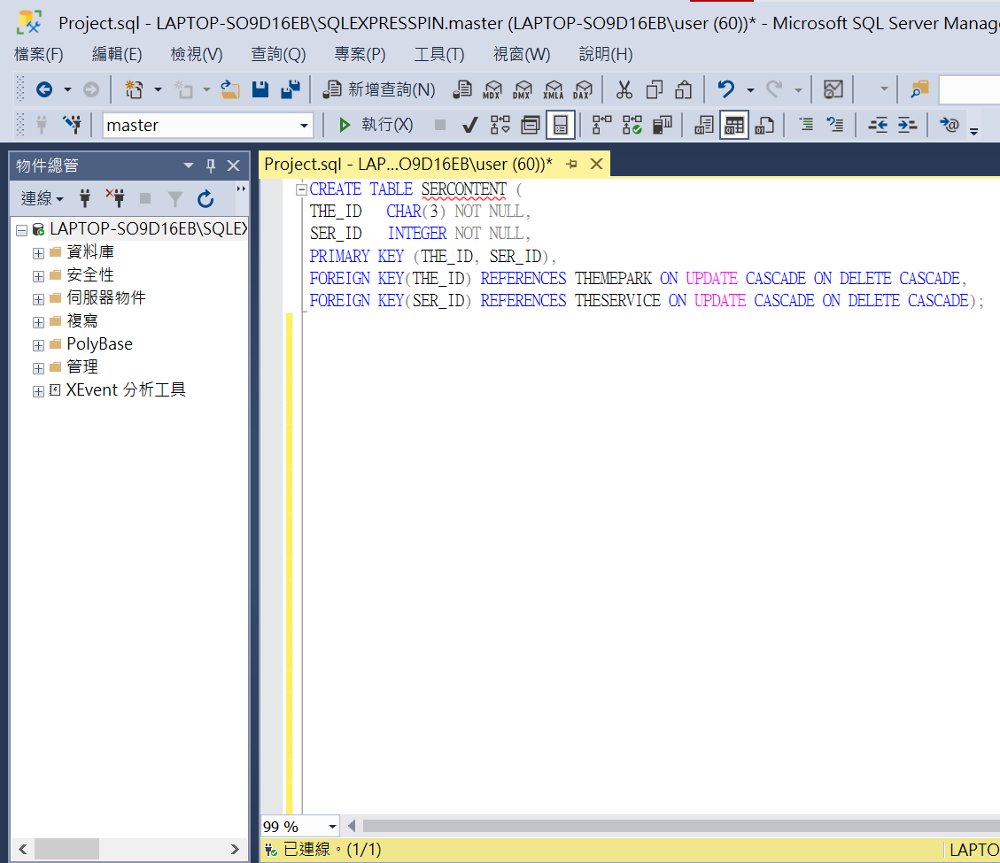 Project.sql - LAPTOP-SO9D16EB\SQLEXPRESSPIN.master (LAPTOP-SO9D16EB\user (60))* - Microsoft SQL Server Manag
檔案(F) 編輯(E) 檢視(V) 查詢(Q) 專案(P) 工具(T) 視窗(W) 說明(H)
新增查詢(N) MDX DMX XMLA DAX
master 執行(X)
物件總管
連線
LAPTOP-SO9D16EB\SQLEX
資料庫
安全性
伺服器物件
複寫
PolyBase
管理
XEvent 分析工具
Project.sql - LAP...O9D16EB\user (60))*
CREATE TABLE SERCONTENT (
THE_ID CHAR(3) NOT NULL,
SER_ID INTEGER NOT NULL,
PRIMARY KEY (THE_ID, SER_ID),
FOREIGN KEY(THE_ID) REFERENCES THEMEPARK ON UPDATE CASCADE ON DELETE CASCADE,
FOREIGN KEY(SER_ID) REFERENCES THESERVICE ON UPDATE CASCADE ON DELETE CASCADE);
99 %
已連線。(1/1) LAPTO